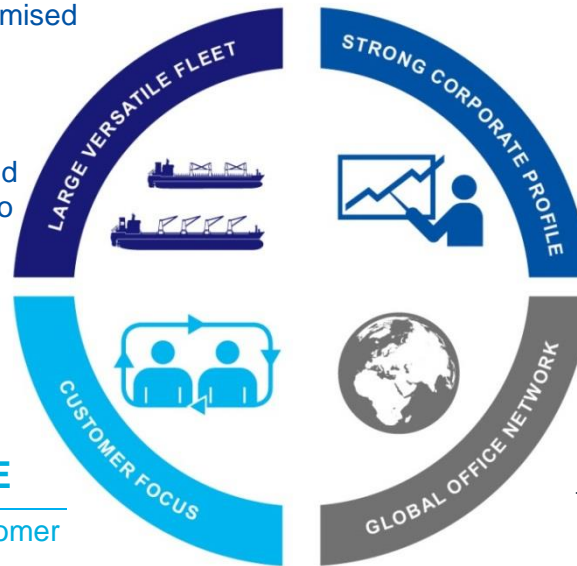 mised
LARGE VERSATILE FLEET
STRONG CORPORATE PROFILE
d
o
CUSTOMER FOCUS
GLOBAL OFFICE NETWORK
E
omer